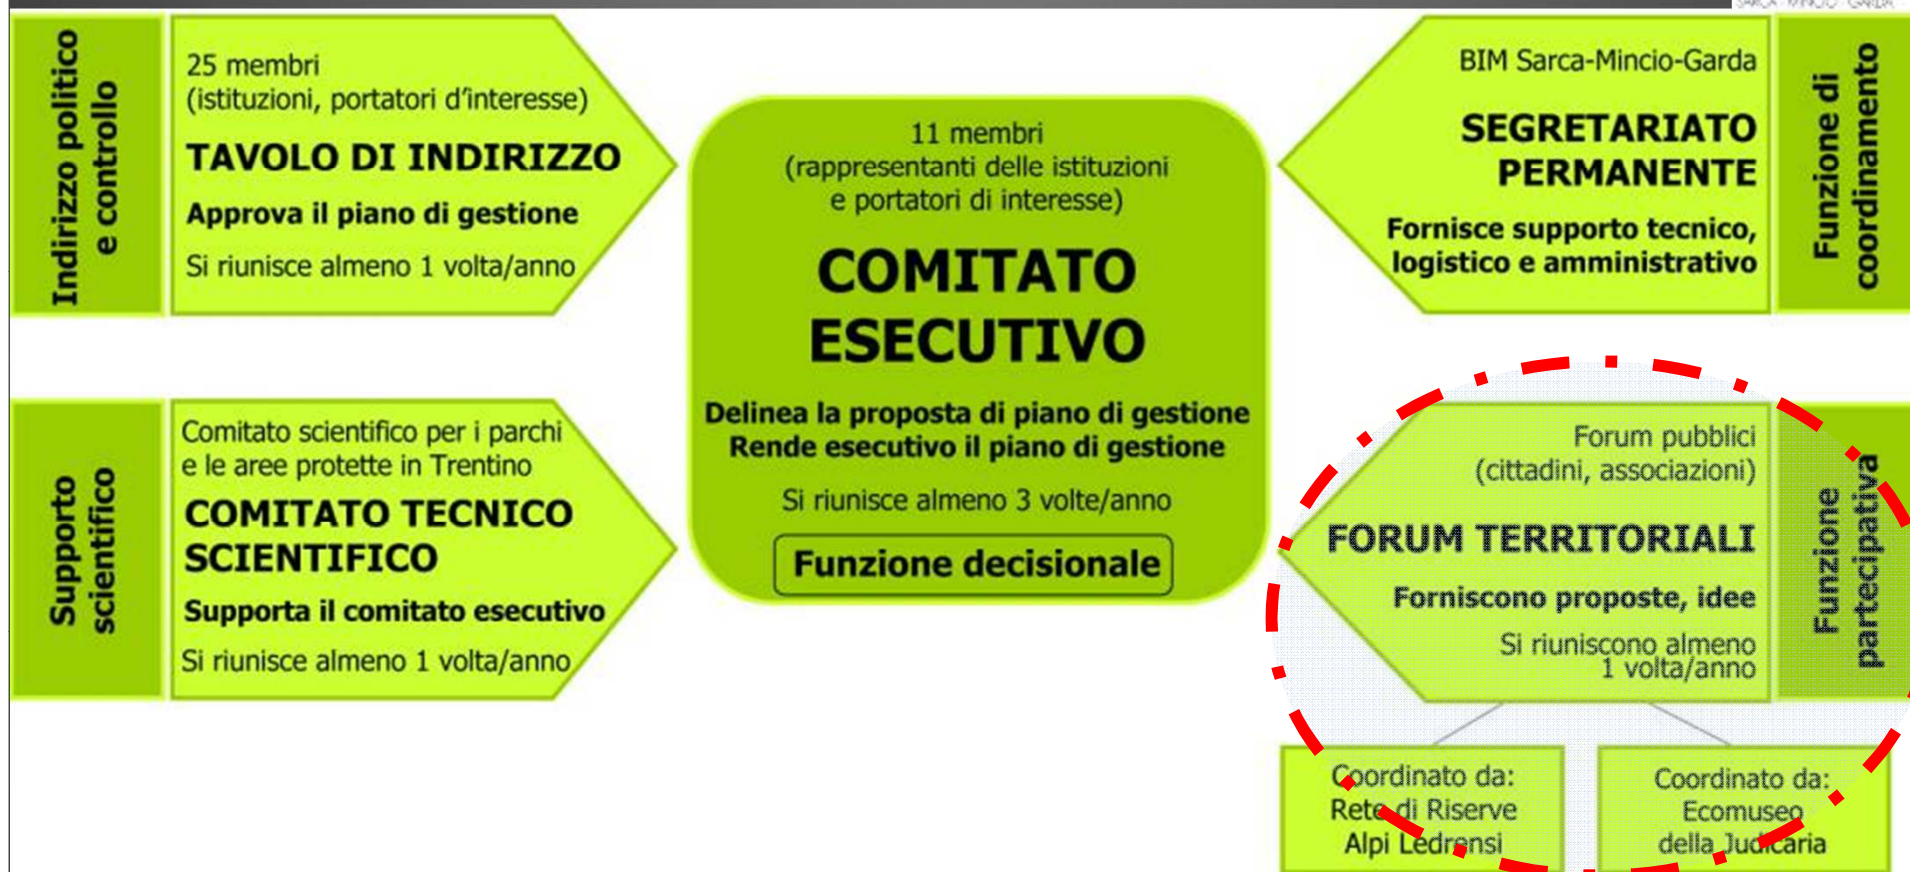 SARCA - MINCIO - GARDA
Indirizzo politico
e controllo
25 membri
(istituzioni, portatori d'interesse)
TAVOLO DI INDIRIZZO
Approva il piano di gestione
Si riunisce almeno 1 volta/anno
11 membri
(rappresentanti delle istituzioni
e portatori di interesse)
COMITATO
ESECUTIVO
Delinea la proposta di piano di gestione
Rende esecutivo il piano di gestione
Si riunisce almeno 3 volte/anno
Funzione decisionale
BIM Sarca-Mincio-Garda
SEGRETARIATO
PERMANENTE
Fornisce supporto tecnico,
logistico e amministrativo
Funzione di
coordinamento
Supporto
scientifico
Comitato scientifico per i parchi
e le aree protette in Trentino
COMITATO TECNICO
SCIENTIFICO
Supporta il comitato esecutivo
Si riunisce almeno 1 volta/anno
Forum pubblici
(cittadini, associazioni)
FORUM TERRITORIALI
Forniscono proposte, idee
Si riuniscono almeno
1 volta/anno
Funzione
partecipativa
Coordinato da:
Rete di Riserve
Alpi Ledrensi
Coordinato da:
Ecomuseo
della Judicaria